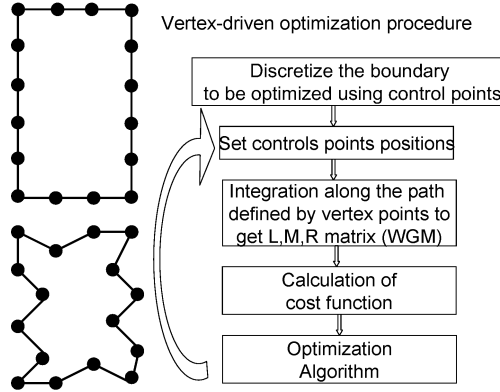 Vertex-driven optimization procedure
Discretize the boundary
to be optimized using control points
Set controls points positions
Integration along the path
defined by vertex points to
get L,M,R matrix (WGM)
Calculation of
cost function
Optimization
Algorithm